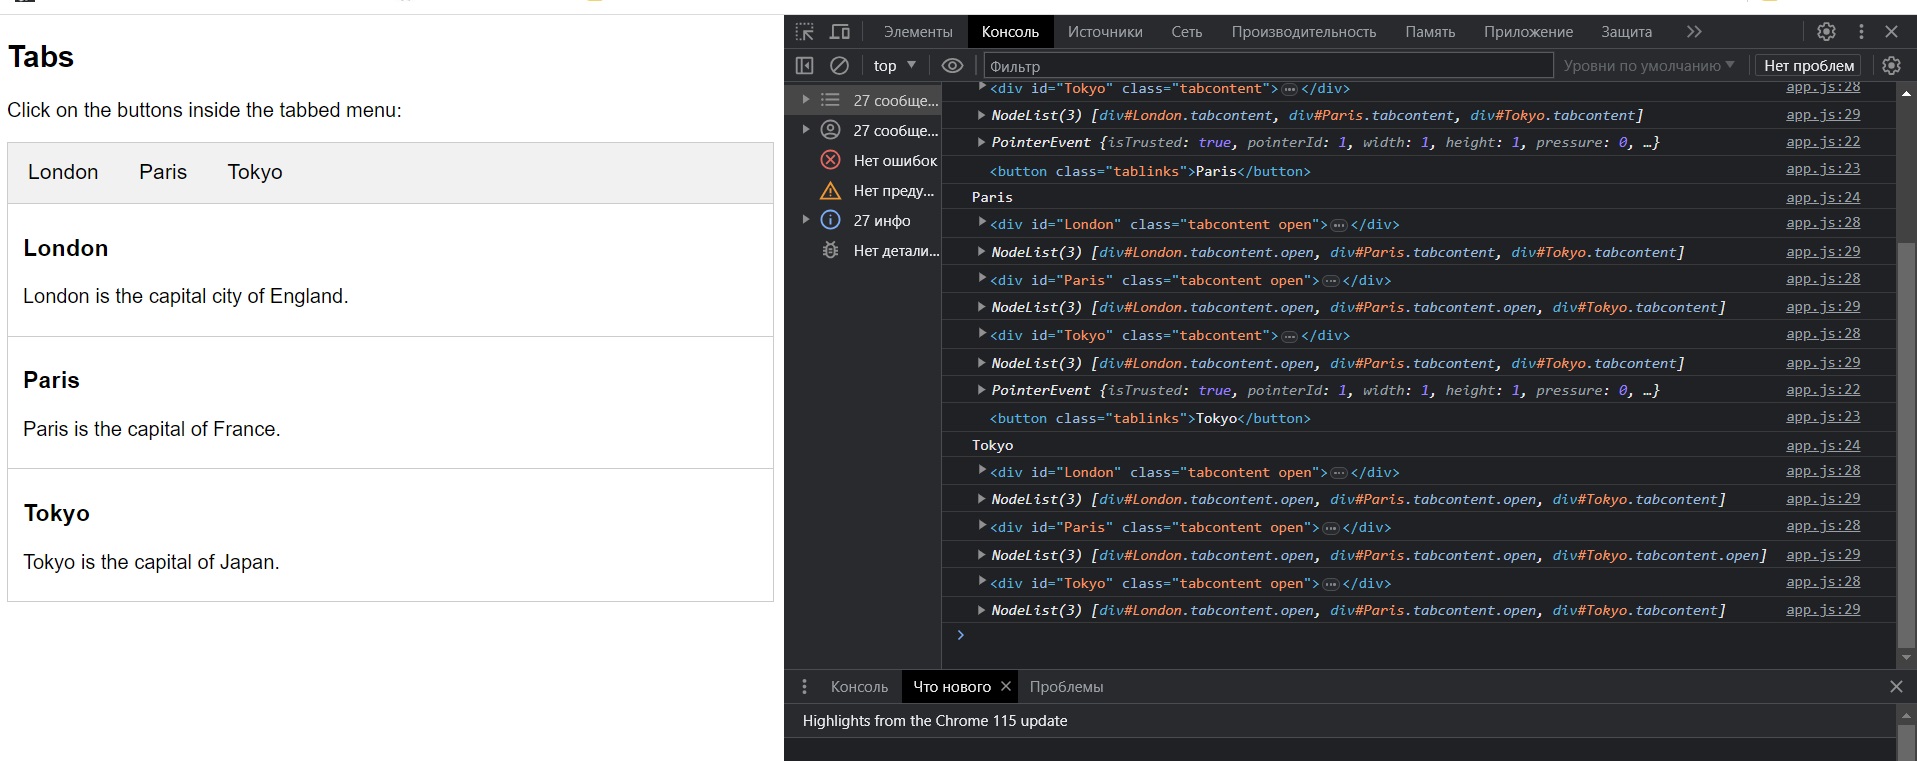 Tabs
Click on the buttons inside the tabbed menu:
London Paris Tokyo
London
London is the capital city of England.
Paris
Paris is the capital of France.
Tokyo
Tokyo is the capital of Japan.
Элементы Консоль Источники Сеть Производительность Память Приложение Защита
top Фильтр Уровни по умолчанию Нет проблем
27 сообще...
27 сообще...
Нет ошибок
Нет преду...
27 инфо
Нет детали...
<div id="Tokyo" class="tabcontent">…</div> app.js:28
NodeList(3) [div#London.tabcontent, div#Paris.tabcontent, div#Tokyo.tabcontent] app.js:29
PointerEvent {isTrusted: true, pointerId: 1, width: 1, height: 1, pressure: 0, …} app.js:22
<button class="tablinks">Paris</button> app.js:23
Paris app.js:24
<div id="London" class="tabcontent open">…</div> app.js:28
NodeList(3) [div#London.tabcontent.open, div#Paris.tabcontent, div#Tokyo.tabcontent] app.js:29
<div id="Paris" class="tabcontent open">…</div> app.js:28
NodeList(3) [div#London.tabcontent.open, div#Paris.tabcontent.open, div#Tokyo.tabcontent] app.js:29
<div id="Tokyo" class="tabcontent">…</div> app.js:28
NodeList(3) [div#London.tabcontent.open, div#Paris.tabcontent, div#Tokyo.tabcontent] app.js:29
PointerEvent {isTrusted: true, pointerId: 1, width: 1, height: 1, pressure: 0, …} app.js:22
<button class="tablinks">Tokyo</button> app.js:23
Tokyo app.js:24
<div id="London" class="tabcontent open">…</div> app.js:28
NodeList(3) [div#London.tabcontent.open, div#Paris.tabcontent.open, div#Tokyo.tabcontent] app.js:29
<div id="Paris" class="tabcontent open">…</div> app.js:28
NodeList(3) [div#London.tabcontent.open, div#Paris.tabcontent.open, div#Tokyo.tabcontent.open] app.js:29
<div id="Tokyo" class="tabcontent open">…</div> app.js:28
NodeList(3) [div#London.tabcontent.open, div#Paris.tabcontent.open, div#Tokyo.tabcontent] app.js:29
Консоль Что нового Проблемы
Highlights from the Chrome 115 update